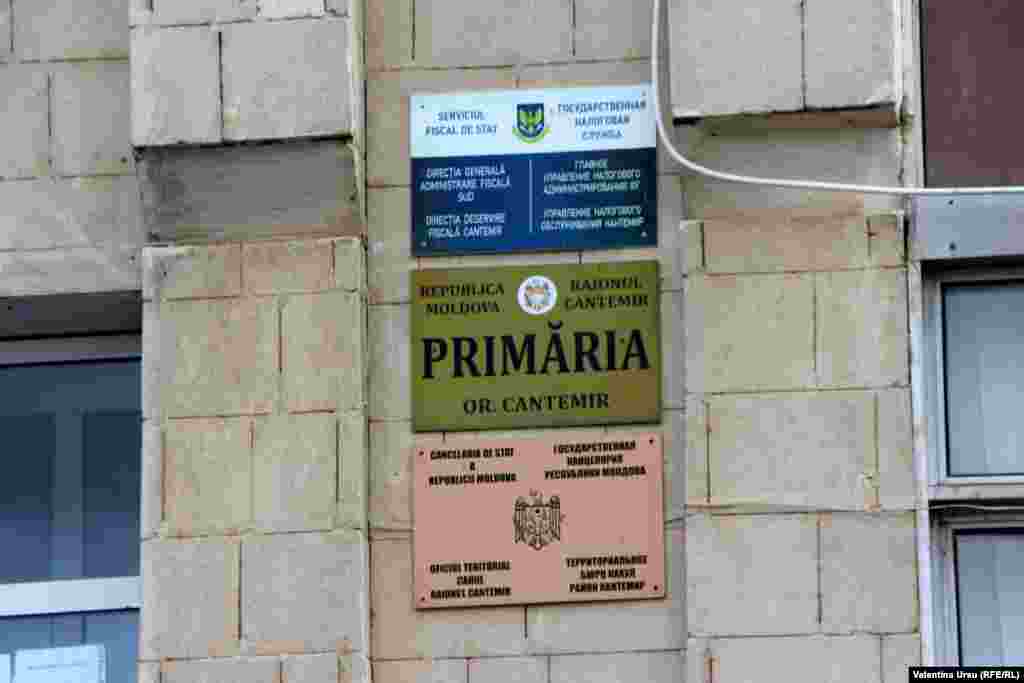 SERVICIUL
FISCAL DE STAT
ГОСУДАРСТВЕННАЯ
НАЛОГОВАЯ
СЛУЖБА
DIRECȚIA GENERALĂ
ADMINISTRARE FISCALĂ
SUD
ГЛАВНОЕ
УПРАВЛЕНИЕ НАЛОГОВОГО
АДМИНИСТРИРОВАНИЯ ЮГ
DIRECȚIA DESERVIRE
FISCALĂ CANTEMIR
УПРАВЛЕНИЕ НАЛОГОВОГО
ОБСЛУЖИВАНИЯ КАНТЕМИР
REPUBLICA
MOLDOVA
RAIONUL
CANTEMIR
PRIMĂRIA
OR. CANTEMIR
CANCELARIA DE STAT
A
REPUBLICII MOLDOVA
ГОСУДАРСТВЕННАЯ
КАНЦЕЛЯРИЯ
РЕСПУБЛИКИ МОЛДОВА
OFICIUL TERITORIAL
CAHUL
RAIONUL CANTEMIR
ТЕРРИТОРИАЛЬНОЕ
БЮРО КАХУЛ
РАЙОН КАНТЕМИР
Valentina Ursu (RFE/RL)